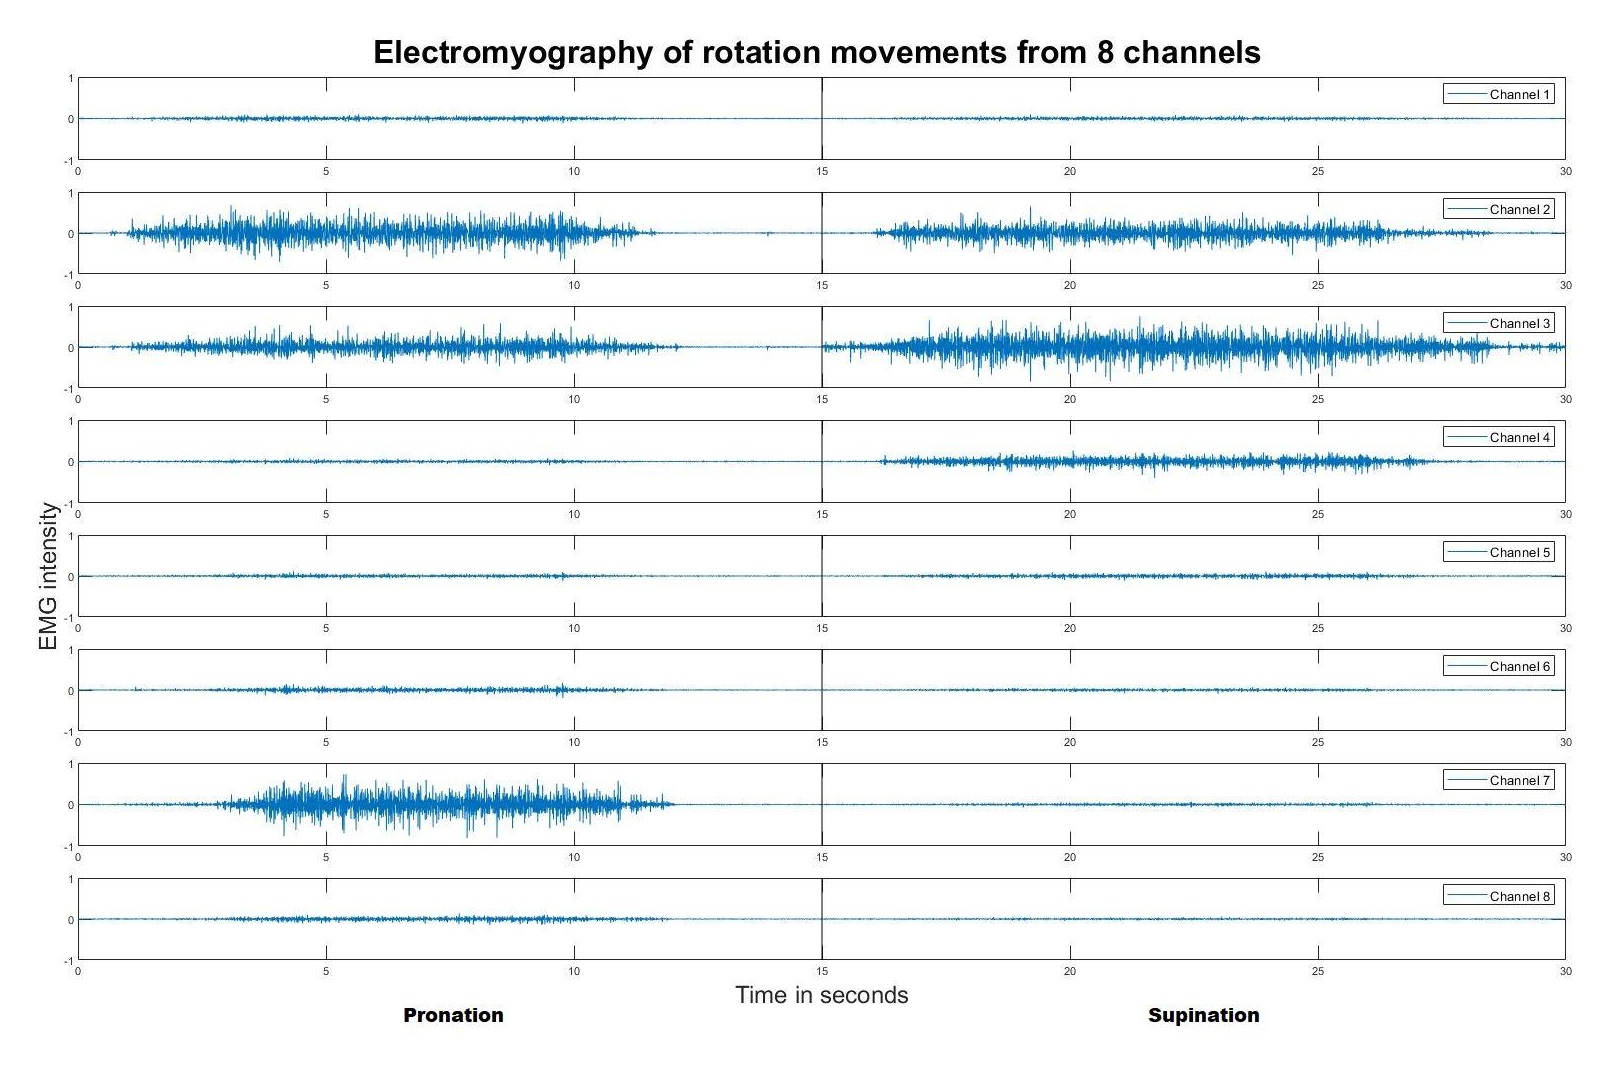 Electromyography of rotation movements from 8 channels
1
0
-1
Channel 1
0 5 10 15 20 25 30
1
0
-1
Channel 2
0 5 10 15 20 25 30
1
0
-1
Channel 3
0 5 10 15 20 25 30
1
0
-1
Channel 4
0 5 10 15 20 25 30
EMG intensity
1
0
-1
Channel 5
0 5 10 15 20 25 30
1
0
-1
Channel 6
0 5 10 15 20 25 30
1
0
-1
Channel 7
0 5 10 15 20 25 30
1
0
-1
Channel 8
0 5 10 15 20 25 30
Time in seconds
Pronation Supination